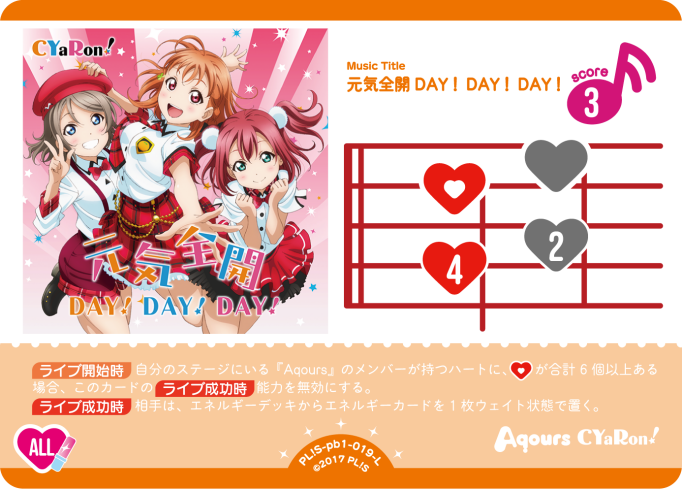 CYaRon!
元気全開
DAY! DAY! DAY!
Music Title
元気全開 DAY! DAY! DAY!
score
3
4
2
ライブ開始時 自分のステージにいる『Aqours』のメンバーが持つハートに、 が合計6個以上ある
場合、このカードの ライブ成功時 能力を無効にする。
ライブ成功時 相手は、エネルギーデッキからエネルギーカードを1枚ウェイト状態で置く。
ALL
PL!S-pb1-019-L
©2017 PL!S
Aqours CYaRon!